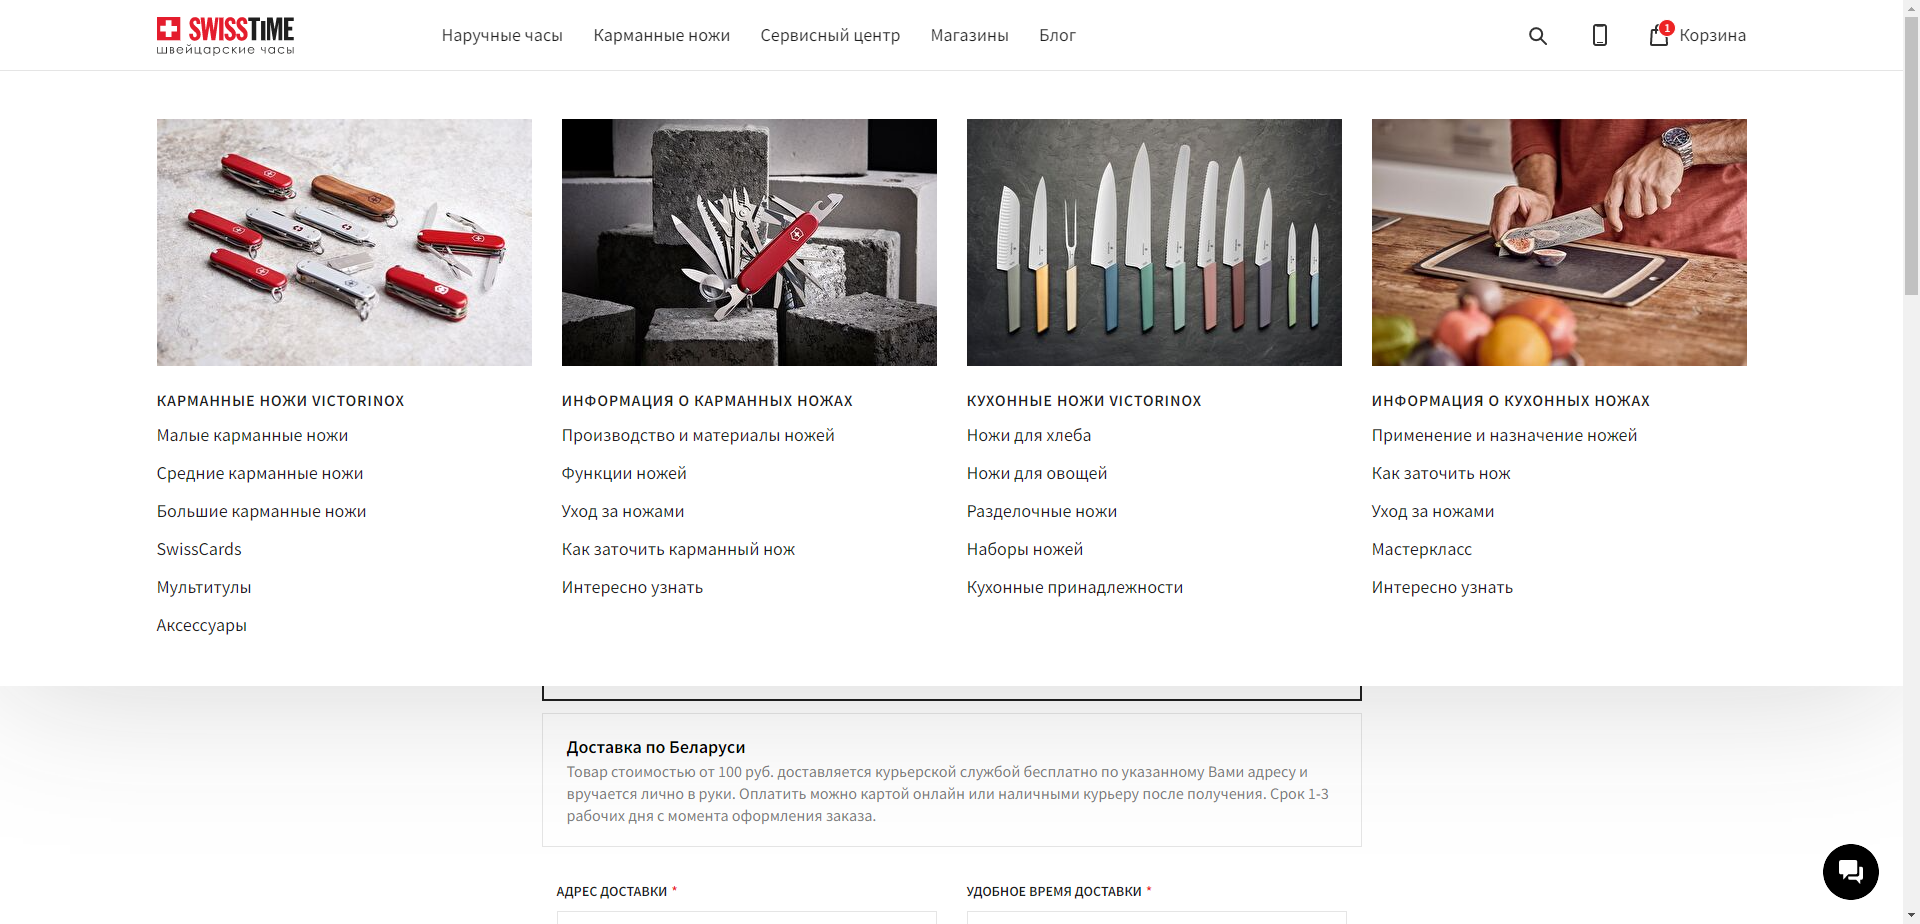 SWISSTIME
швейцарские часы
Наручные часы
Карманные ножи
Сервисный центр
Магазины
Блог
1
Корзина
КАРМАННЫЕ НОЖИ VICTORINOX
Малые карманные ножи
Средние карманные ножи
Большие карманные ножи
SwissCards
Мультитулы
Аксессуары
ИНФОРМАЦИЯ О КАРМАННЫХ НОЖАХ
Производство и материалы ножей
Функции ножей
Уход за ножами
Как заточить карманный нож
Интересно узнать
КУХОННЫЕ НОЖИ VICTORINOX
Ножи для хлеба
Ножи для овощей
Разделочные ножи
Наборы ножей
Кухонные принадлежности
ИНФОРМАЦИЯ О КУХОННЫХ НОЖАХ
Применение и назначение ножей
Как заточить нож
Уход за ножами
Мастеркласс
Интересно узнать
Доставка по Беларуси
Товар стоимостью от 100 руб. доставляется курьерской службой бесплатно по указанному Вами адресу и
вручается лично в руки. Оплатить можно картой онлайн или наличными курьеру после получения. Срок 1-3
рабочих дня с момента оформления заказа.
АДРЕС ДОСТАВКИ *
УДОБНОЕ ВРЕМЯ ДОСТАВКИ *